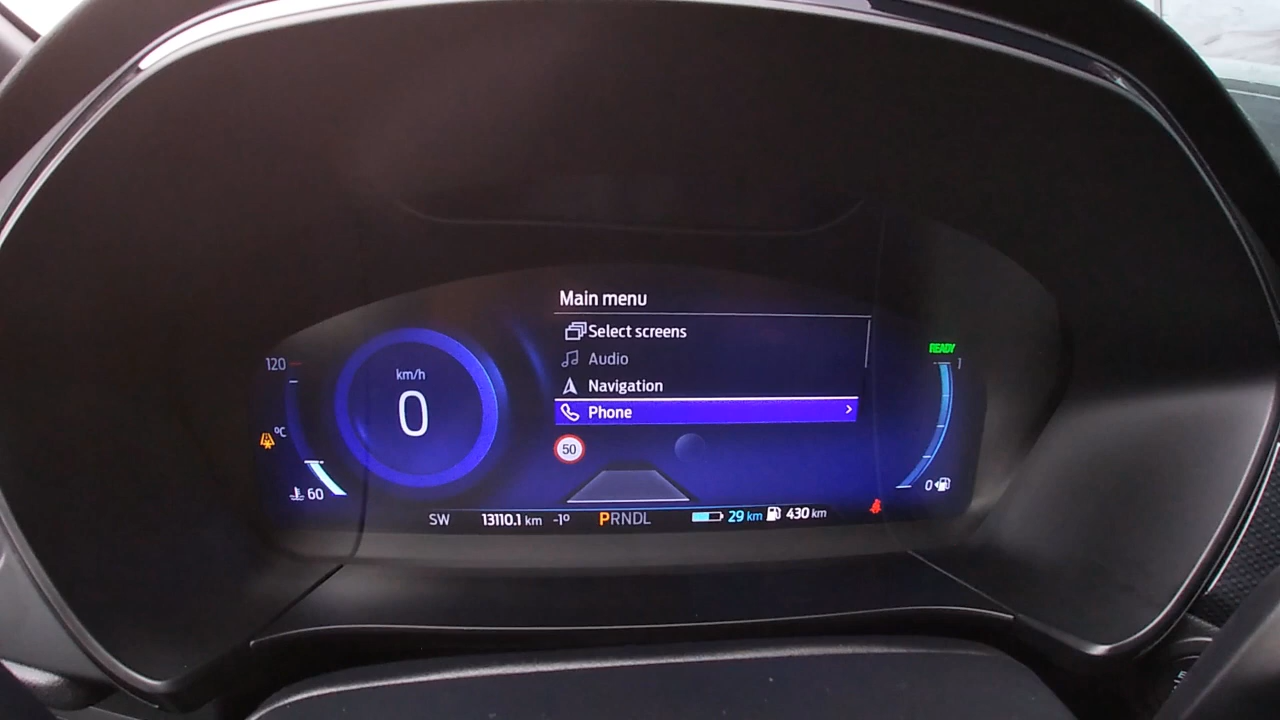 Main menu
Select screens
Audio
Navigation
Phone
READY
1
120
km/h
0
°C
50
60
0
SW 13110.1 km -1° PRNDL 29 km 430 km